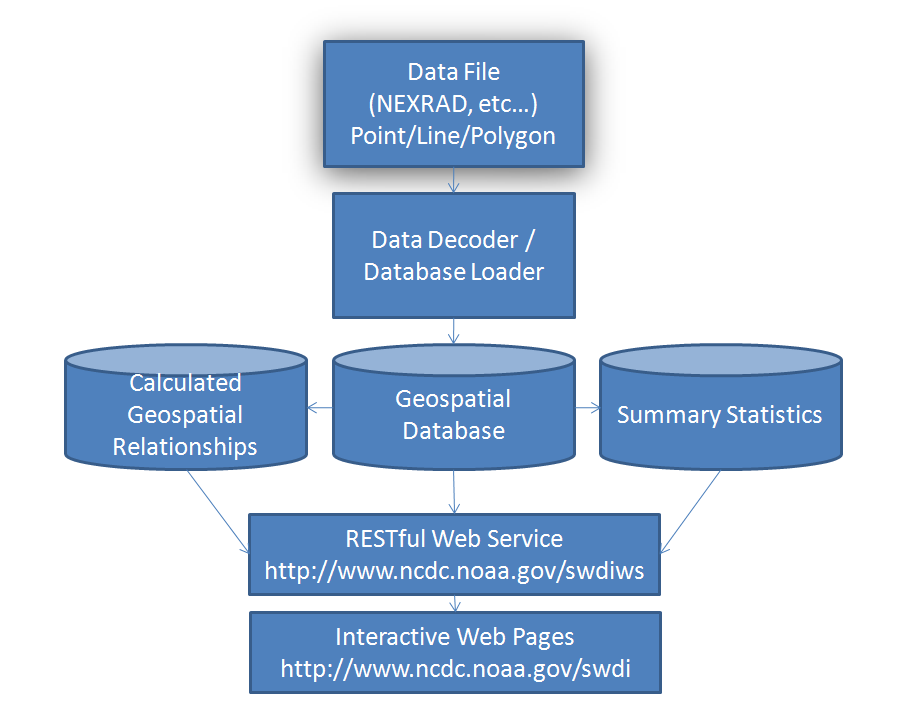 Data File
(NEXRAD, etc…)
Point/Line/Polygon
Data Decoder /
Database Loader
Calculated
Geospatial
Relationships
Geospatial
Database
Summary Statistics
RESTful Web Service
http://www.ncdc.noaa.gov/swdiws
Interactive Web Pages
http://www.ncdc.noaa.gov/swdi